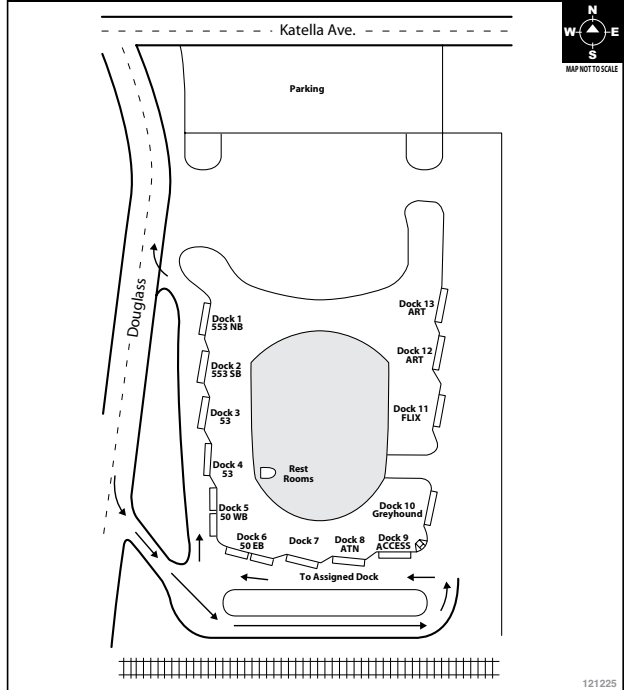 Katella Ave.
N
W
E
S
MAP NOT TO SCALE
Parking
Douglass
Dock 1
553 NB
Dock 2
553 SB
Dock 3
53
Dock 4
53
Dock 5
50 WB
Dock 6
50 EB
Dock 7
Dock 8
ATN
Dock 9
ACCESS
Dock 10
Greyhound
Dock 11
FLIX
Dock 12
ART
Dock 13
ART
Rest
Rooms
To Assigned Dock
121225